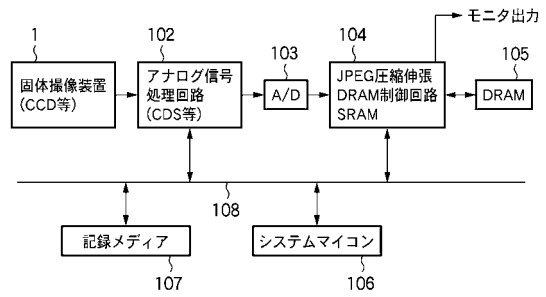 モニタ出力
1
102
103
104
105
固体撮像装置
(CCD等)
アナログ信号
処理回路
(CDS等)
A/D
JPEG圧縮伸張
DRAM制御回路
SRAM
DRAM
108
記録メディア
システムマイコン
107
106